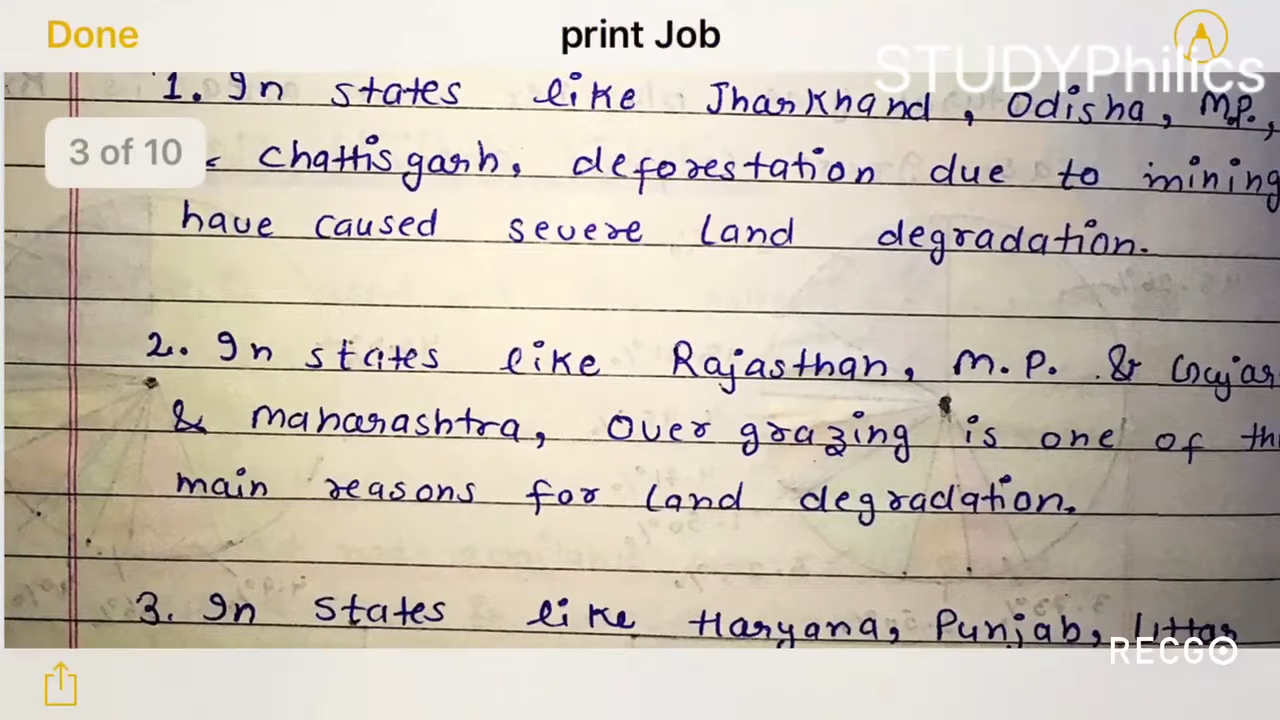 Done
print Job
STUDYPhilics
1. In states like Jharkhand, Odisha, M.P.,
3 of 10
& Chattisgarh, deforestation due to mining
have caused severe land degradation.
2. In states like Rajasthan, M.P. & Gujar
& Maharashtra, Over grazing is one of th
main reasons for land degradation.
3. In states like Haryana, Punjab, Uttar
RECGO